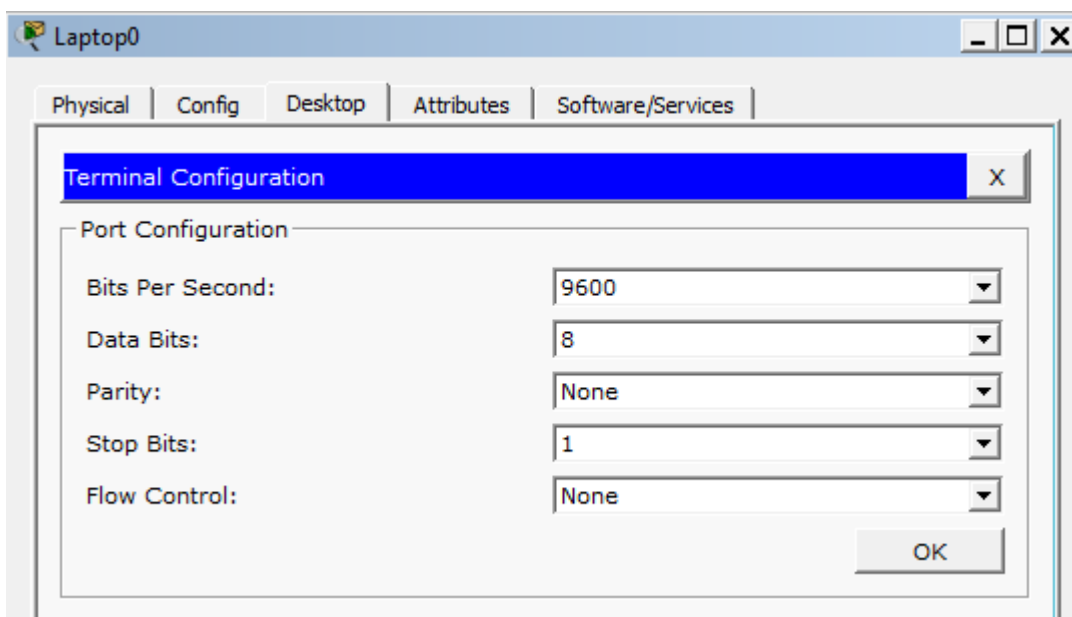 Laptop0
Physical Config Desktop Attributes Software/Services
Terminal Configuration X
Port Configuration
Bits Per Second: 9600
Data Bits: 8
Parity: None
Stop Bits: 1
Flow Control: None
OK